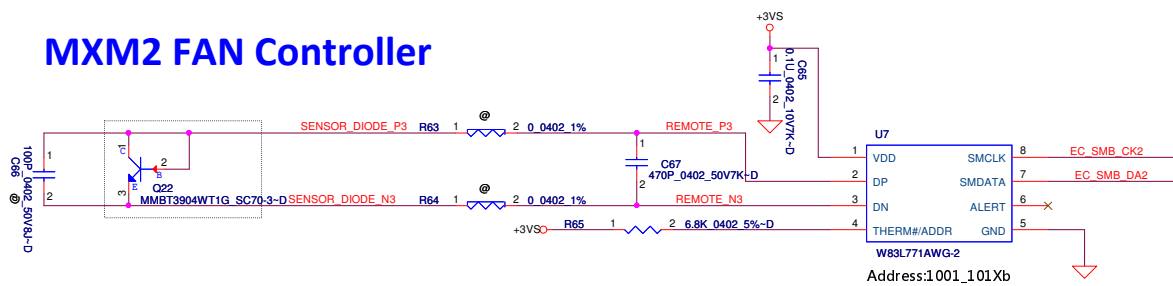 MXM2 FAN Controller
+3VS
1
2
C65
0.1U_0402_10V7K~D
1
2
C66
100P_0402_50V8J~D
@
C
1
2
B
E
3
Q22
MMBT3904WT1G_SC70-3~D
SENSOR_DIODE_P3
R63
@
1
2
0_0402_1%
REMOTE_P3
1
2
C67
470P_0402_50V7K~D
SENSOR_DIODE_N3
R64
@
1
2
0_0402_1%
REMOTE_N3
+3VS
R65
1
2
6.8K_0402_5%~D
U7
1 VDD SMCLK 8 EC_SMB_CK2
2 DP SMDATA 7 EC_SMB_DA2
3 DN ALERT 6
4 THERM#/ADDR GND 5
W83L771AWG-2
Address:1001_101Xb